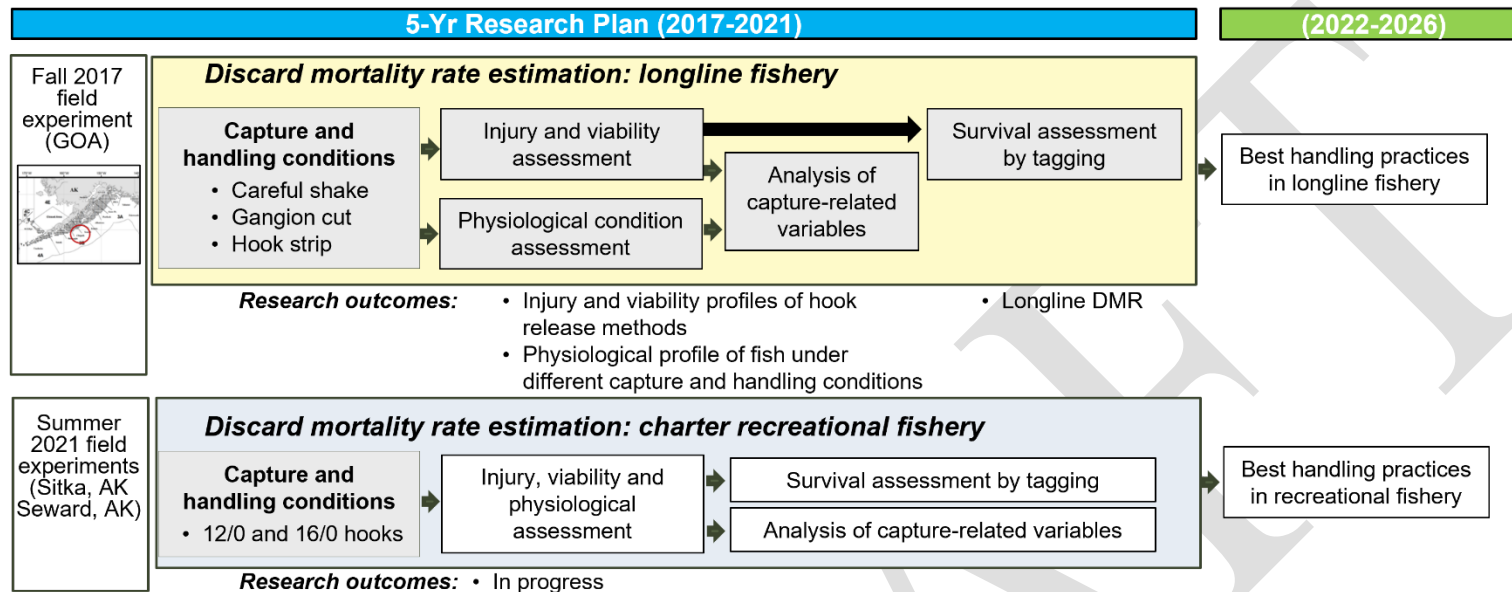 5-Yr Research Plan (2017-2021)
(2022-2026)
Fall 2017
field
experiment
(GOA)
AK
Discard mortality rate estimation: longline fishery
Capture and
handling conditions
• Careful shake
• Gangion cut
• Hook strip
Injury and viability
assessment
Physiological condition
assessment
Analysis of
capture-related
variables
Survival assessment
by tagging
Best handling practices
in longline fishery
Research outcomes:
• Injury and viability profiles of hook
release methods
• Physiological profile of fish under
different capture and handling conditions
• Longline DMR
Summer
2021 field
experiments
(Sitka, AK
Seward, AK)
Discard mortality rate estimation: charter recreational fishery
Capture and
handling conditions
• 12/0 and 16/0 hooks
Injury, viability and
physiological
assessment
Survival assessment by tagging
Analysis of capture-related variables
Best handling practices
in recreational fishery
Research outcomes: • In progress